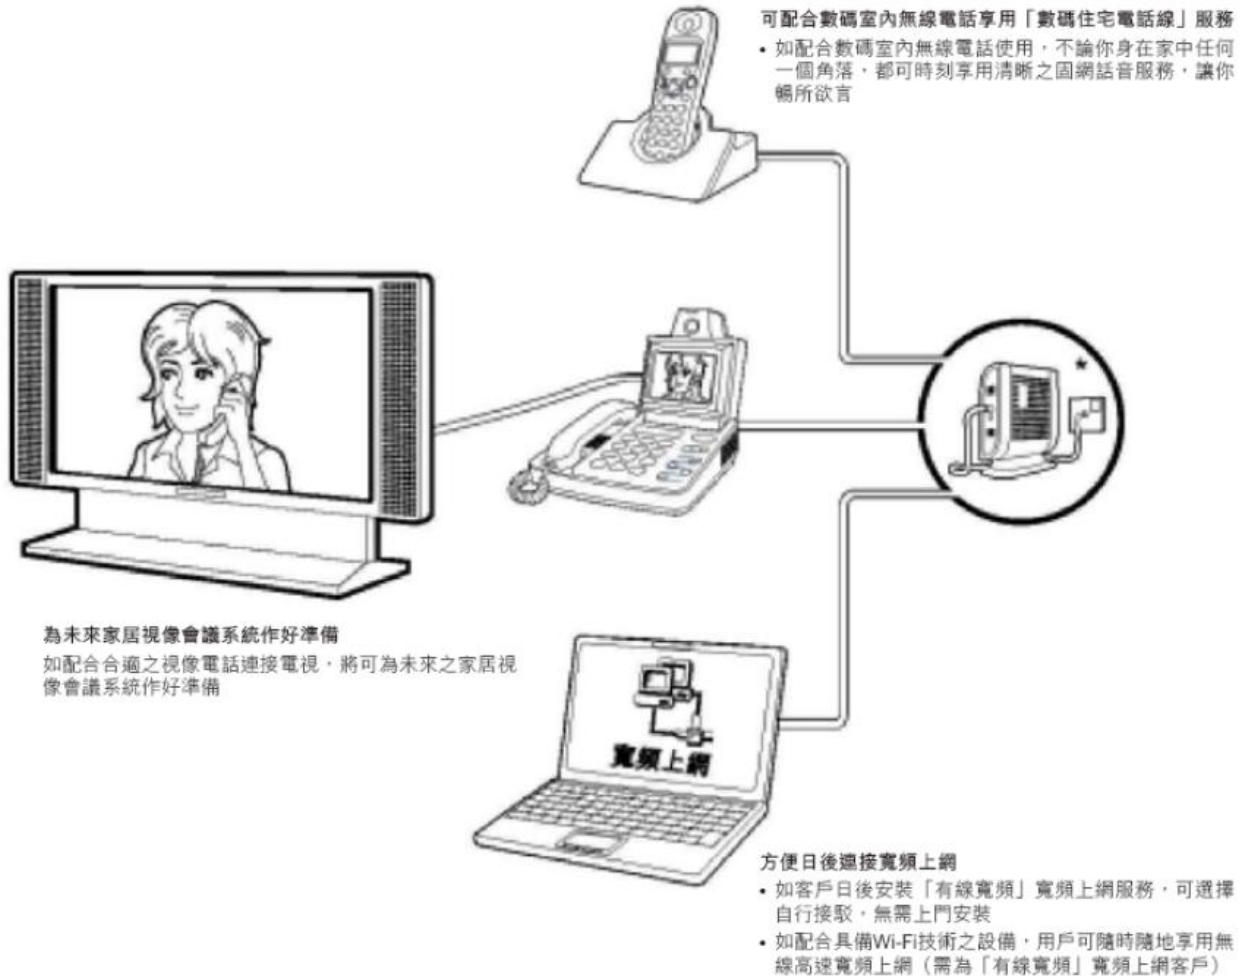 可配合數碼室內無線電話享用「數碼住宅電話線」服務
• 如配合數碼室內無線電話使用，不論你身在家中任何
一個角落，都可時刻享用清晰之固網話音服務，讓你
暢所欲言
*
為未來家居視像會議系統作好準備
如配合合適之視像電話連接電視，將可為未來之家居視
像會議系統作好準備
寬頻上網
方便日後連接寬頻上網
• 如客戶日後安裝「有線寬頻」寬頻上網服務，可選擇
自行接駁，無需上門安裝
• 如配合具備Wi-Fi技術之設備，用戶可隨時隨地享用無
線高速寬頻上網（需為「有線寬頻」寬頻上網客戶）